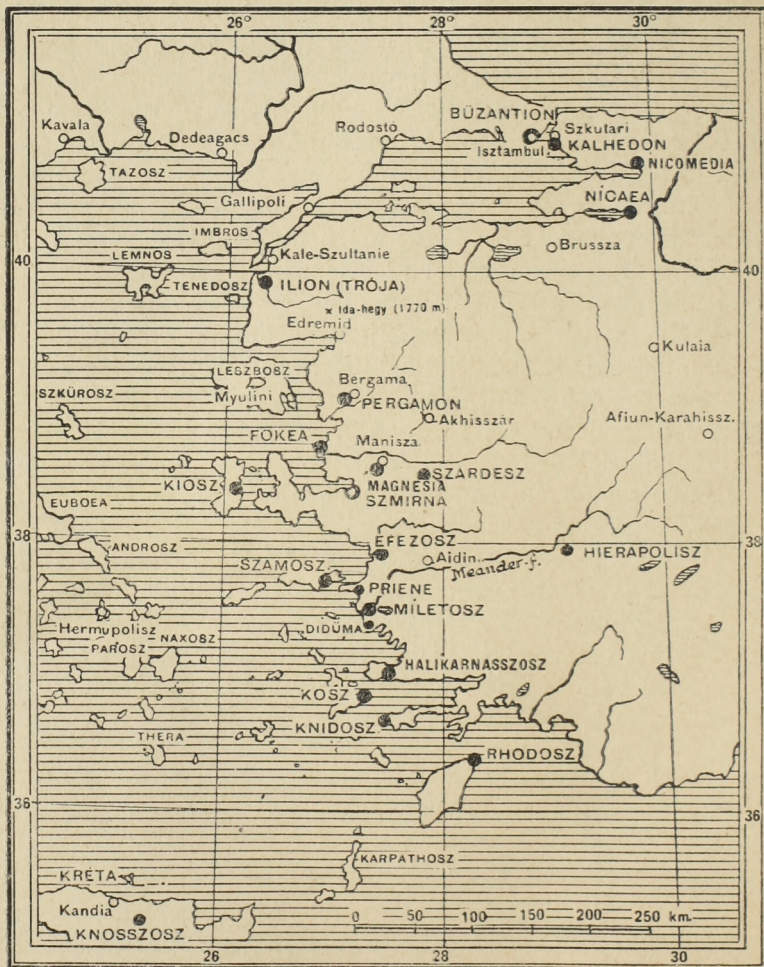 26°
28°
30°
Kavala
Dedeagacs
Rodostó
BÜZANTION
Szkutari
Isztambul
KALHEDON
NICOMEDIA
TAZOSZ
Gallipoli
NICAEA
IMBROS
Kale-Szultanie
Brussza
LEMNOS
40
40
TENEDOSZ
ILION (TRÓJA)
x Ida-hegy (1770 m)
Edremid
Kutaia
LESZBOSZ
Bergama
Myulini
PERGAMON
SZKÜROSZ
Akhisszár
Afiun-Karahissz.
FŐKEA
Manisza
SZARDESZ
KIOSZ
MAGNESIA
SZMIRNA
EUBOEA
38
38
ANDROSZ
EFEZOSZ
Aidin
HIERAPOLISZ
Meander-f.
SZAMOSZ
PRIENE
MILETOSZ
Hermupolisz
DIDÜMA
NAXOSZ
PAROSZ
HALIKARNASSZOSZ
KOSZ
KNIDOSZ
THERA
RHODOSZ
36
36
KARPATHOSZ
KRÉTA
Kandia
KNOSSZOSZ
0 50 100 150 200 250 km.
26
28
30